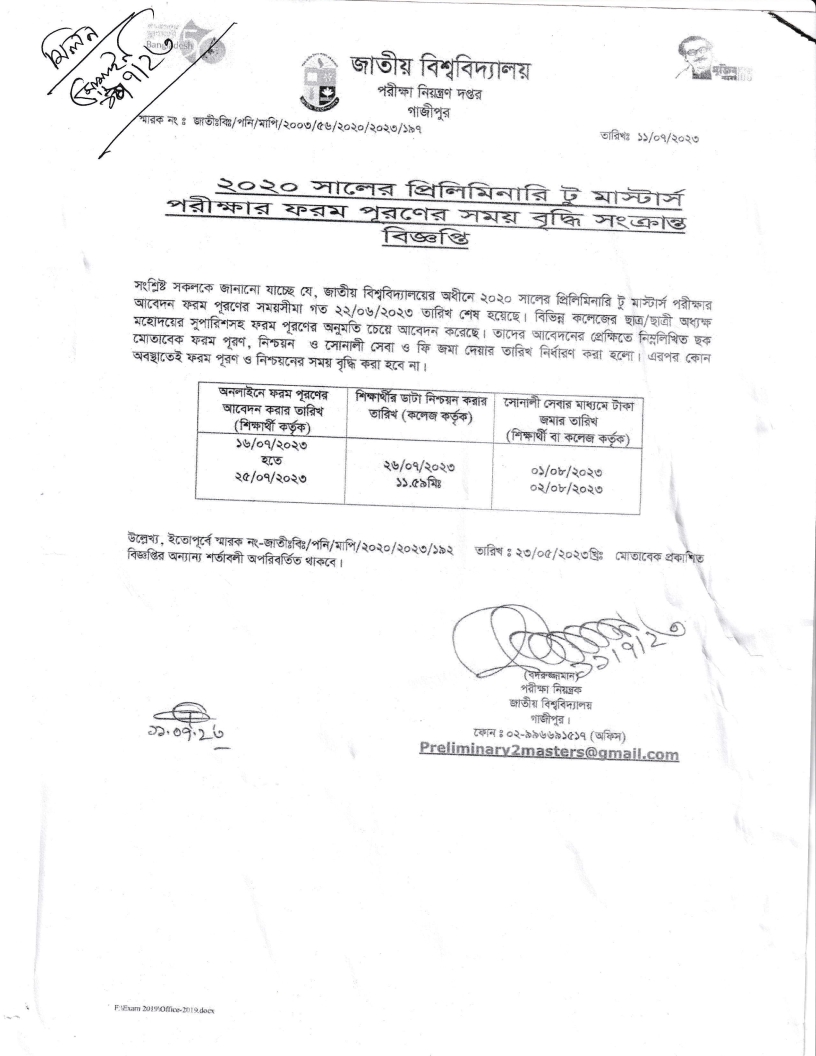 মিলন
Bangladesh 50
জাতীয় বিশ্ববিদ্যালয়
পরীক্ষা নিয়ন্ত্রণ দপ্তর
গাজীপুর
স্মারক নং ঃ জাতীঃবিঃ/পনি/মাপি/২০০৩/৫৬/২০২০/২০২৩/১৯৭
তারিখঃ ১১/০৭/২০২৩
২০২০ সালের প্রিলিমিনারি টু মাস্টার্স
পরীক্ষার ফরম পূরণের সময় বৃদ্ধি সংক্রান্ত
বিজ্ঞপ্তি
সংশ্লিষ্ট সকলকে জানানো যাচ্ছে যে, জাতীয় বিশ্ববিদ্যালয়ের অধীনে ২০২০ সালের প্রিলিমিনারি টু মাস্টার্স পরীক্ষার
আবেদন ফরম পূরণের সময়সীমা গত ২২/০৬/২০২৩ তারিখ শেষ হয়েছে। বিভিন্ন কলেজের ছাত্র/ছাত্রী অধ্যক্ষ
মহোদয়ের সুপারিশসহ ফরম পূরণের অনুমতি চেয়ে আবেদন করেছে। তাদের আবেদনের প্রেক্ষিতে নিম্নলিখিত ছক
মোতাবেক ফরম পূরণ, নিশ্চয়ন ও সোনালী সেবা ও ফি জমা দেয়ার তারিখ নির্ধারণ করা হলো। এরপর কোন
অবস্থাতেই ফরম পূরণ ও নিশ্চয়নের সময় বৃদ্ধি করা হবে না।
অনলাইনে ফরম পূরণের
আবেদন করার তারিখ
(শিক্ষার্থী কর্তৃক)
শিক্ষার্থীর ডাটা নিশ্চয়ন করার
তারিখ (কলেজ কর্তৃক)
সোনালী সেবার মাধ্যমে টাকা
জমার তারিখ
(শিক্ষার্থী বা কলেজ কর্তৃক)
১৬/০৭/২০২৩
হতে
২৫/০৭/২০২৩
২৬/০৭/২০২৩
১১.৫৯মিঃ
০১/০৮/২০২৩
০২/০৮/২০২৩
উল্লেখ্য, ইতোপূর্বে স্মারক নং-জাতীঃবিঃ/পনি/মাপি/২০২০/২০২৩/১৯২ তারিখ ঃ ২৩/০৫/২০২৩খ্রিঃ মোতাবেক প্রকাশিত
বিজ্ঞপ্তির অন্যান্য শর্তাবলী অপরিবর্তিত থাকবে।
১১/৭/২৩
(বদরুজ্জামান)
পরীক্ষা নিয়ন্ত্রক
জাতীয় বিশ্ববিদ্যালয়
গাজীপুর।
ফোন ঃ ০২-৯৯৬৬৯১৫১৭ (অফিস)
Preliminary2masters@gmail.com
১১.০৭.২৩
F:\Exam 2019\Office-2019.docx